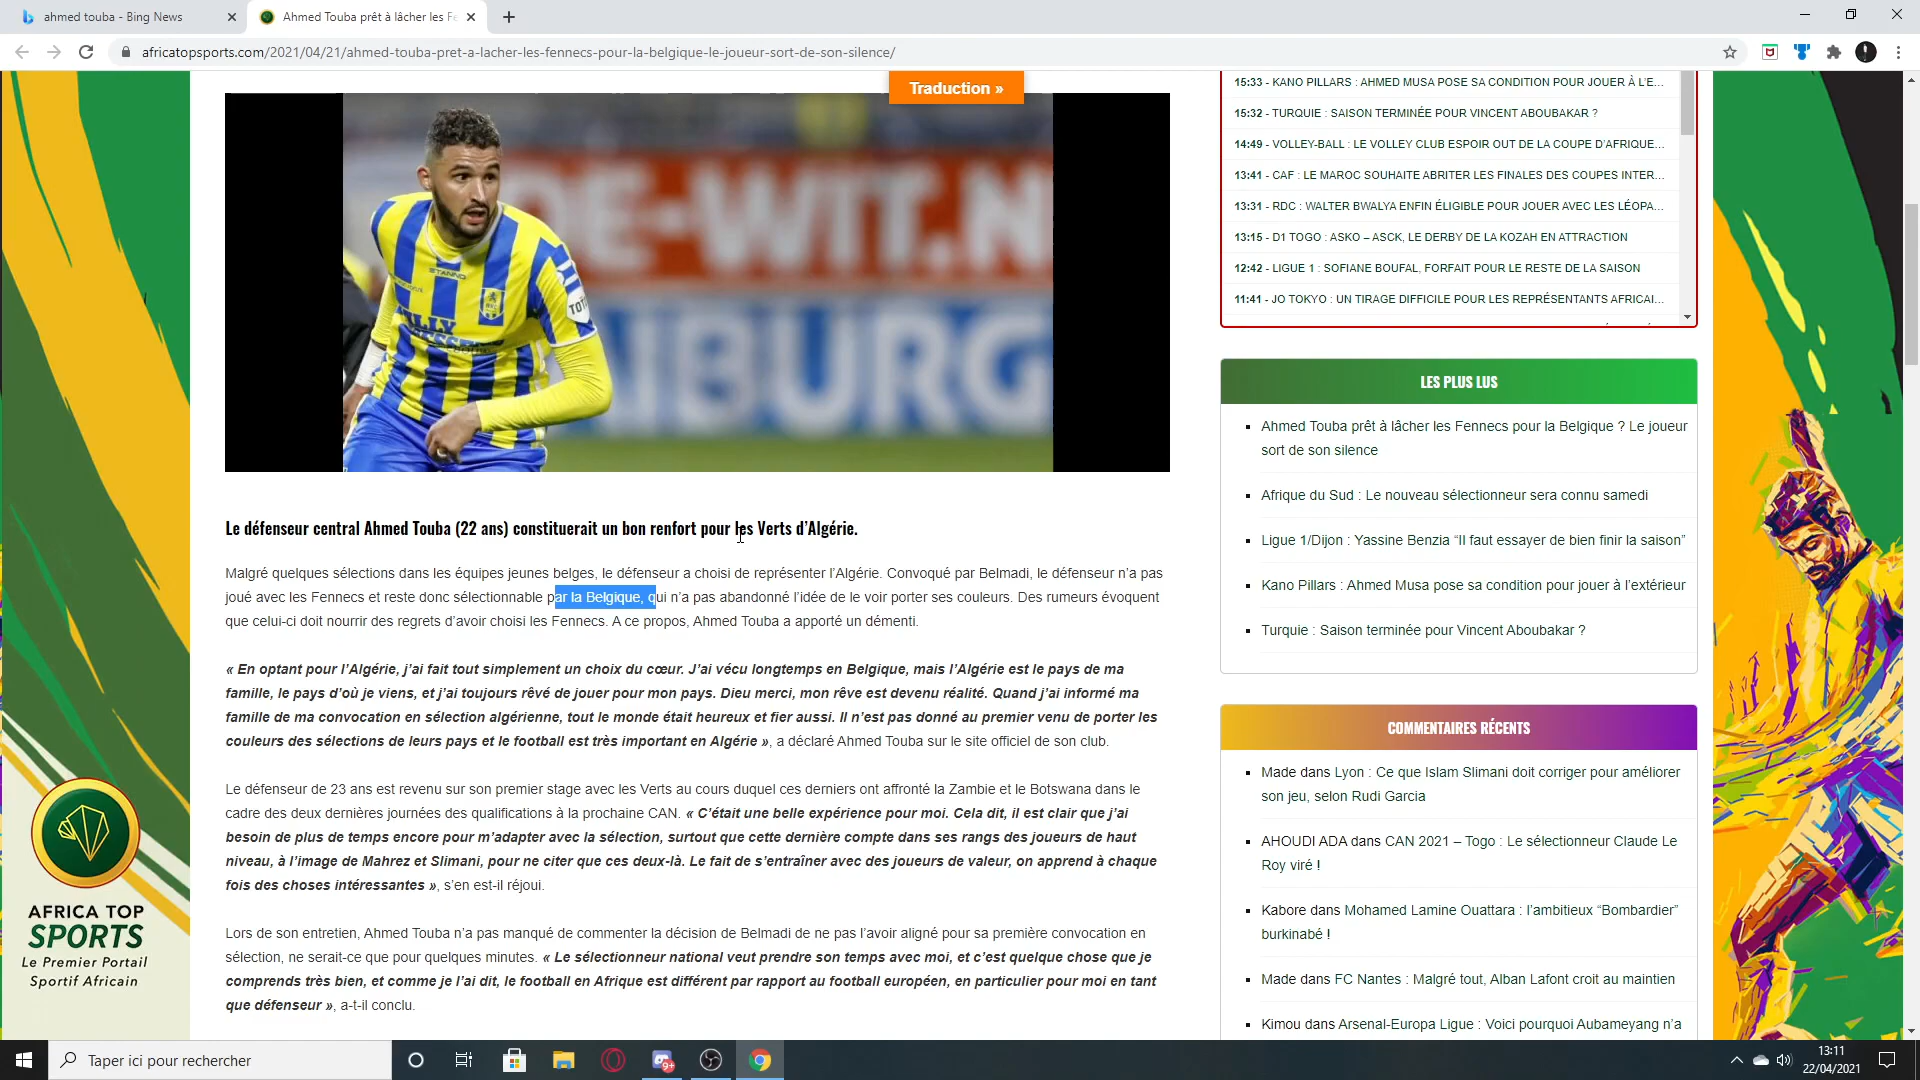 ahmed touba - Bing News
Ahmed Touba prêt à lâcher les Fe
africatopsports.com/2021/04/21/ahmed-touba-pret-a-lacher-les-fennecs-pour-la-belgique-le-joueur-sort-de-son-silence/
Traduction »
DE-WIT.N
STANNO
RKC
TOTO
AIBURG
Le défenseur central Ahmed Touba (22 ans) constituerait un bon renfort pour les Verts d’Algérie.
Malgré quelques sélections dans les équipes jeunes belges, le défenseur a choisi de représenter l’Algérie. Convoqué par Belmadi, le défenseur n’a pas
joué avec les Fennecs et reste donc sélectionnable par la Belgique, qui n’a pas abandonné l’idée de le voir porter ses couleurs. Des rumeurs évoquent
que celui-ci doit nourrir des regrets d’avoir choisi les Fennecs. A ce propos, Ahmed Touba a apporté un démenti.
« En optant pour l’Algérie, j’ai fait tout simplement un choix du cœur. J’ai vécu longtemps en Belgique, mais l’Algérie est le pays de ma
famille, le pays d’où je viens, et j’ai toujours rêvé de jouer pour mon pays. Dieu merci, mon rêve est devenu réalité. Quand j’ai informé ma
famille de ma convocation en sélection algérienne, tout le monde était heureux et fier aussi. Il n’est pas donné au premier venu de porter les
couleurs des sélections de leurs pays et le football est très important en Algérie », a déclaré Ahmed Touba sur le site officiel de son club.
Le défenseur de 23 ans est revenu sur son premier stage avec les Verts au cours duquel ces derniers ont affronté la Zambie et le Botswana dans le
cadre des deux dernières journées des qualifications à la prochaine CAN. « C’était une belle expérience pour moi. Cela dit, il est clair que j’ai
besoin de plus de temps encore pour m’adapter avec la sélection, surtout que cette dernière compte dans ses rangs des joueurs de haut
niveau, à l’image de Mahrez et Slimani, pour ne citer que ces deux-là. Le fait de s’entraîner avec des joueurs de valeur, on apprend à chaque
fois des choses intéressantes », s’en est-il réjoui.
Lors de son entretien, Ahmed Touba n’a pas manqué de commenter la décision de Belmadi de ne pas l’avoir aligné pour sa première convocation en
sélection, ne serait-ce que pour quelques minutes. « Le sélectionneur national veut prendre son temps avec moi, et c’est quelque chose que je
comprends très bien, et comme je l’ai dit, le football en Afrique est différent par rapport au football européen, en particulier pour moi en tant
que défenseur », a-t-il conclu.
15:33 - KANO PILLARS : AHMED MUSA POSE SA CONDITION POUR JOUER À L’E...
15:32 - TURQUIE : SAISON TERMINÉE POUR VINCENT ABOUBAKAR ?
14:49 - VOLLEY-BALL : LE VOLLEY CLUB ESPOIR OUT DE LA COUPE D’AFRIQUE...
13:41 - CAF : LE MAROC SOUHAITE ABRITER LES FINALES DES COUPES INTER...
13:31 - RDC : WALTER BWALYA ENFIN ÉLIGIBLE POUR JOUER AVEC LES LÉOPA...
13:15 - D1 TOGO : ASKO – ASCK, LE DERBY DE LA KOZAH EN ATTRACTION
12:42 - LIGUE 1 : SOFIANE BOUFAL, FORFAIT POUR LE RESTE DE LA SAISON
11:41 - JO TOKYO : UN TIRAGE DIFFICILE POUR LES REPRÉSENTANTS AFRICAI...
LES PLUS LUS
Ahmed Touba prêt à lâcher les Fennecs pour la Belgique ? Le joueur
sort de son silence
Afrique du Sud : Le nouveau sélectionneur sera connu samedi
Ligue 1/Dijon : Yassine Benzia “Il faut essayer de bien finir la saison”
Kano Pillars : Ahmed Musa pose sa condition pour jouer à l’extérieur
Turquie : Saison terminée pour Vincent Aboubakar ?
COMMENTAIRES RÉCENTS
Made dans Lyon : Ce que Islam Slimani doit corriger pour améliorer
son jeu, selon Rudi Garcia
AHOUDI ADA dans CAN 2021 – Togo : Le sélectionneur Claude Le
Roy viré !
Kabore dans Mohamed Lamine Ouattara : l’ambitieux “Bombardier”
burkinabé !
Made dans FC Nantes : Malgré tout, Alban Lafont croit au maintien
Kimou dans Arsenal-Europa Ligue : Voici pourquoi Aubameyang n’a
AFRICA TOP
SPORTS
Le Premier Portail
Sportif Africain
Taper ici pour rechercher
9+
13:11
22/04/2021